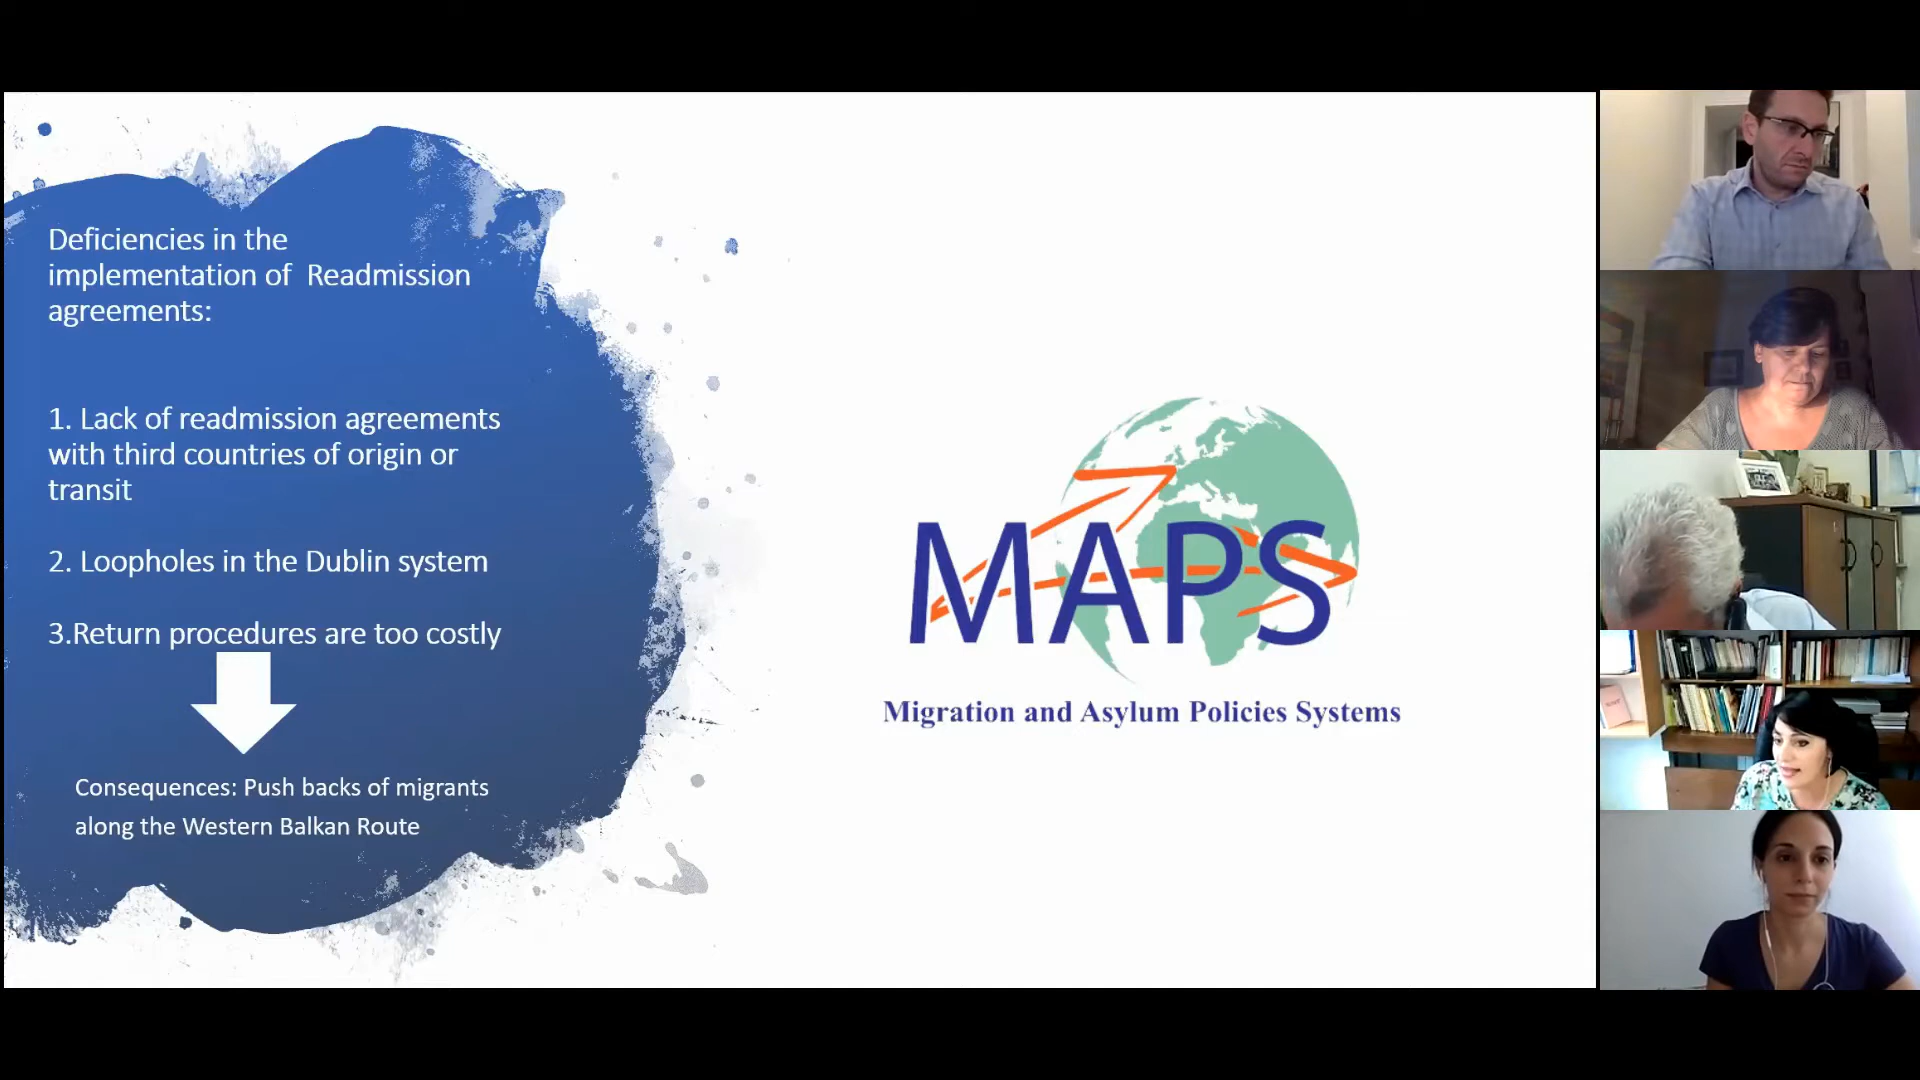 Deficiencies in the
implementation of  Readmission
agreements:
1. Lack of readmission agreements
with third countries of origin or
transit
2. Loopholes in the Dublin system
3.Return procedures are too costly
Consequences: Push backs of migrants
along the Western Balkan Route
MAPS
Migration and Asylum Policies Systems